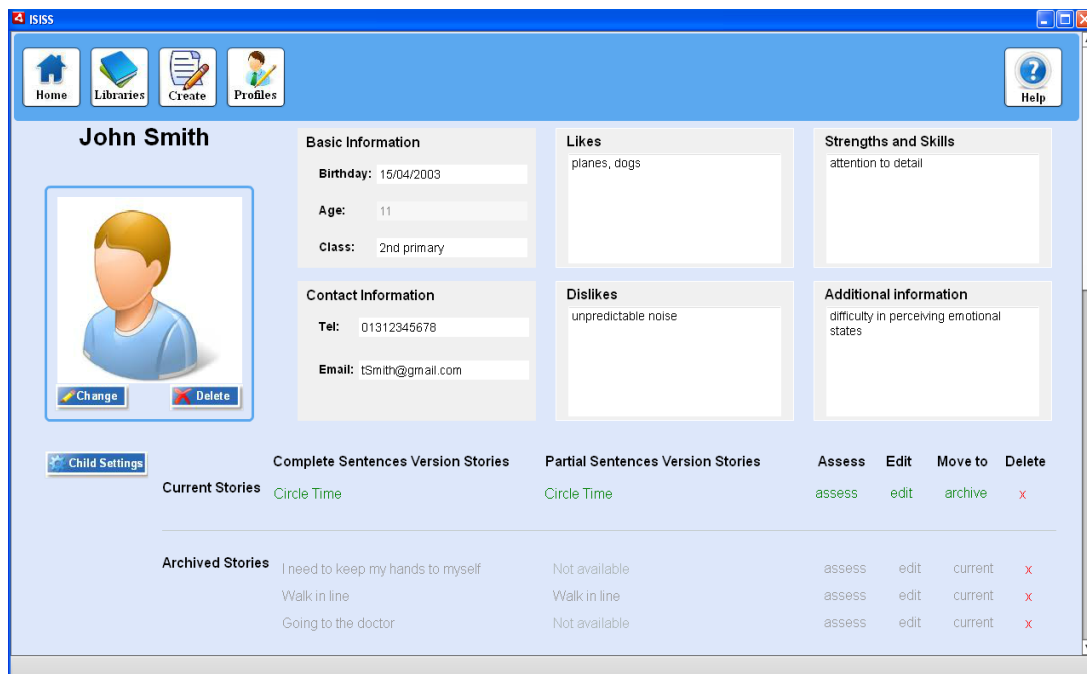 ISISS
Home Libraries Create Profiles Help
John Smith
Basic Information
Birthday: 15/04/2003
Age: 11
Class: 2nd primary
Likes
planes, dogs
Strengths and Skills
attention to detail
Contact Information
Tel: 01312345678
Email: tSmith@gmail.com
Dislikes
unpredictable noise
Additional information
difficulty in perceiving emotional
states
Change Delete
Child Settings
Complete Sentences Version Stories Partial Sentences Version Stories Assess Edit Move to Delete
Current Stories Circle Time Circle Time assess edit archive x
Archived Stories I need to keep my hands to myself Not available assess edit current x
Walk in line Walk in line assess edit current x
Going to the doctor Not available assess edit current x